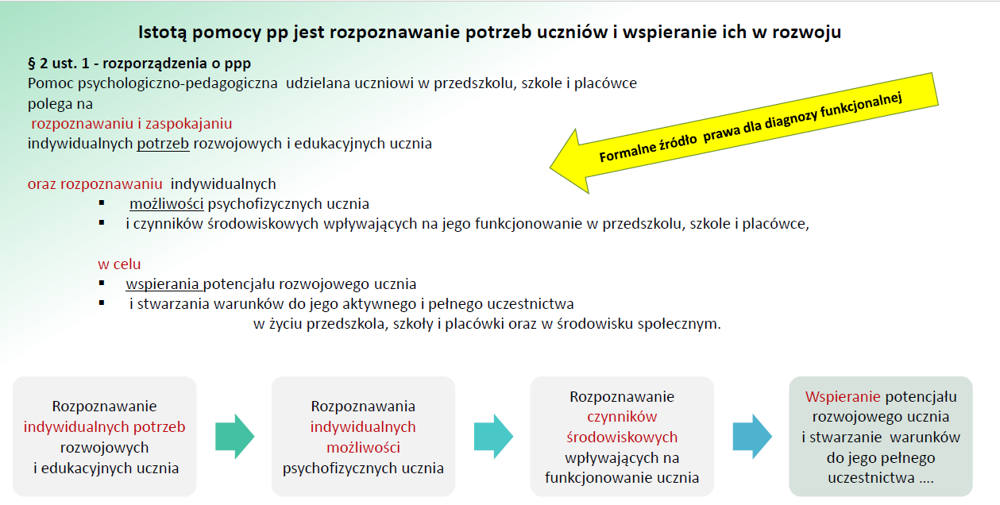 Istotą pomocy pp jest rozpoznawanie potrzeb uczniów i wspieranie ich w rozwoju
§ 2 ust. 1 - rozporządzenia o ppp
Pomoc psychologiczno-pedagogiczna udzielana uczniowi w przedszkolu, szkole i placówce
polega na
rozpoznawaniu i zaspokajaniu
indywidualnych potrzeb rozwojowych i edukacyjnych ucznia
Formalne źródło prawa dla diagnozy funkcjonalnej
oraz rozpoznawaniu indywidualnych
▪ możliwości psychofizycznych ucznia
▪ i czynników środowiskowych wpływających na jego funkcjonowanie w przedszkolu, szkole i placówce,
w celu
▪ wspierania potencjału rozwojowego ucznia
▪ i stwarzania warunków do jego aktywnego i pełnego uczestnictwa
w życiu przedszkola, szkoły i placówki oraz w środowisku społecznym.
Rozpoznawanie
indywidualnych potrzeb
rozwojowych
i edukacyjnych ucznia
Rozpoznawania
indywidualnych
możliwości
psychofizycznych ucznia
Rozpoznawanie
czynników
środowiskowych
wpływających na
funkcjonowanie ucznia
Wspieranie potencjału
rozwojowego ucznia
i stwarzanie warunków
do jego pełnego
uczestnictwa ....